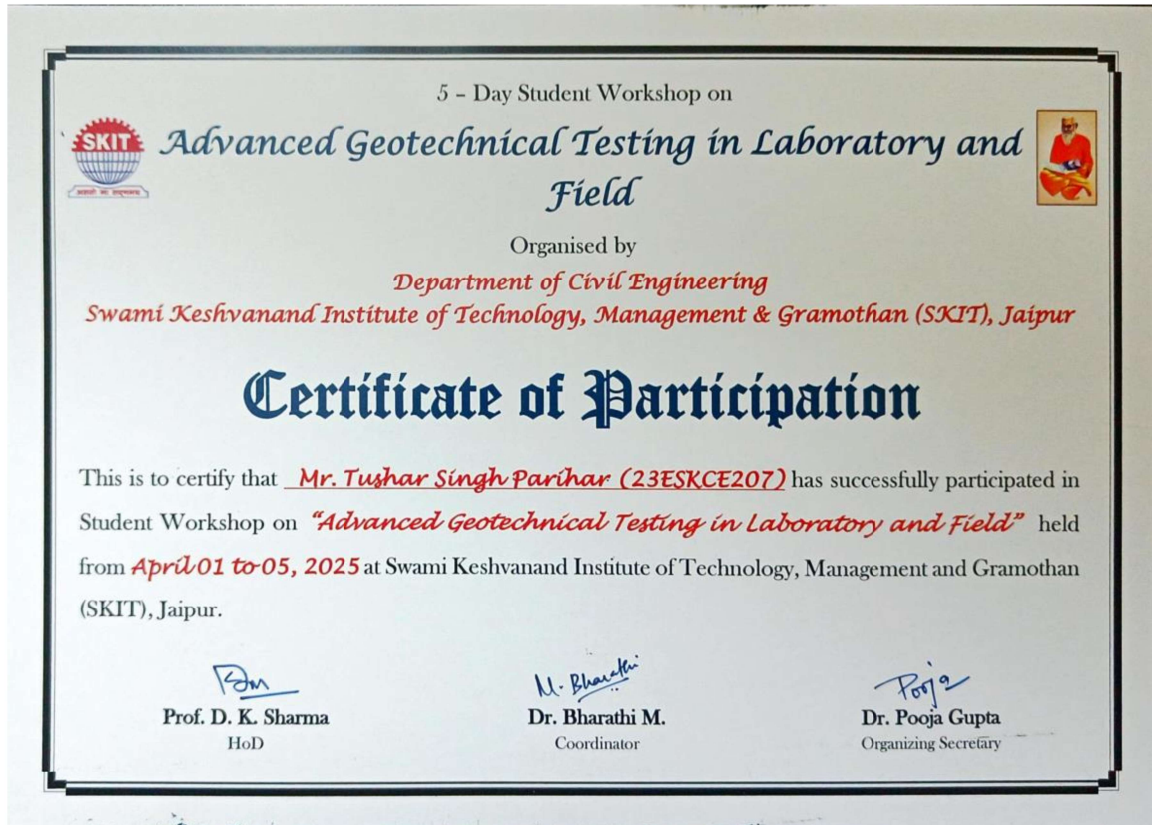 5 – Day Student Workshop on
SKIT
Advanced Geotechnical Testing in Laboratory and
Field
Organised by
Department of Civil Engineering
Swami Keshvanand Institute of Technology, Management & Gramothan (SKIT), Jaipur
Certificate of Participation
This is to certify that Mr. Tushar Singh Parihar (23ESKCE207) has successfully participated in
Student Workshop on "Advanced Geotechnical Testing in Laboratory and Field" held
from April 01 to 05, 2025 at Swami Keshvanand Institute of Technology, Management and Gramothan
(SKIT), Jaipur.
M. Bharathi
Pooja
Prof. D. K. Sharma
Dr. Bharathi M.
Dr. Pooja Gupta
HoD
Coordinator
Organizing Secretary